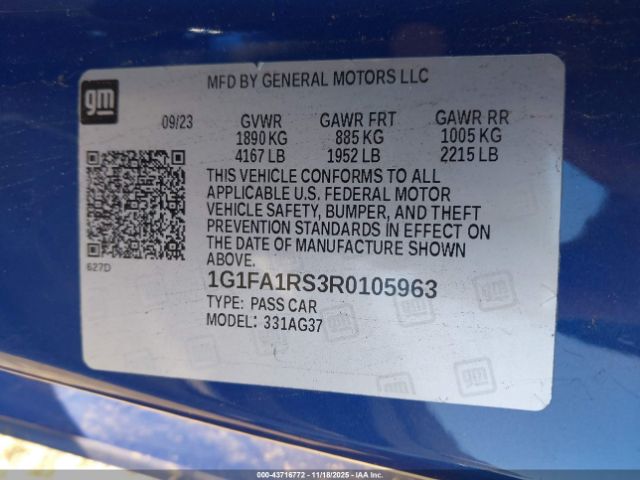 gm
MFD BY GENERAL MOTORS LLC
09/23 GVWR GAWR FRT GAWR RR
1890 KG 885 KG 1005 KG
4167 LB 1952 LB 2215 LB
THIS VEHICLE CONFORMS TO ALL
APPLICABLE U.S. FEDERAL MOTOR
VEHICLE SAFETY, BUMPER, AND THEFT
PREVENTION STANDARDS IN EFFECT ON
THE DATE OF MANUFACTURE SHOWN
ABOVE.
627D
1G1FA1RS3R0105963
TYPE: PASS CAR
MODEL: 331AG37
000-43716772 11/18/2025 - IAAI.COM